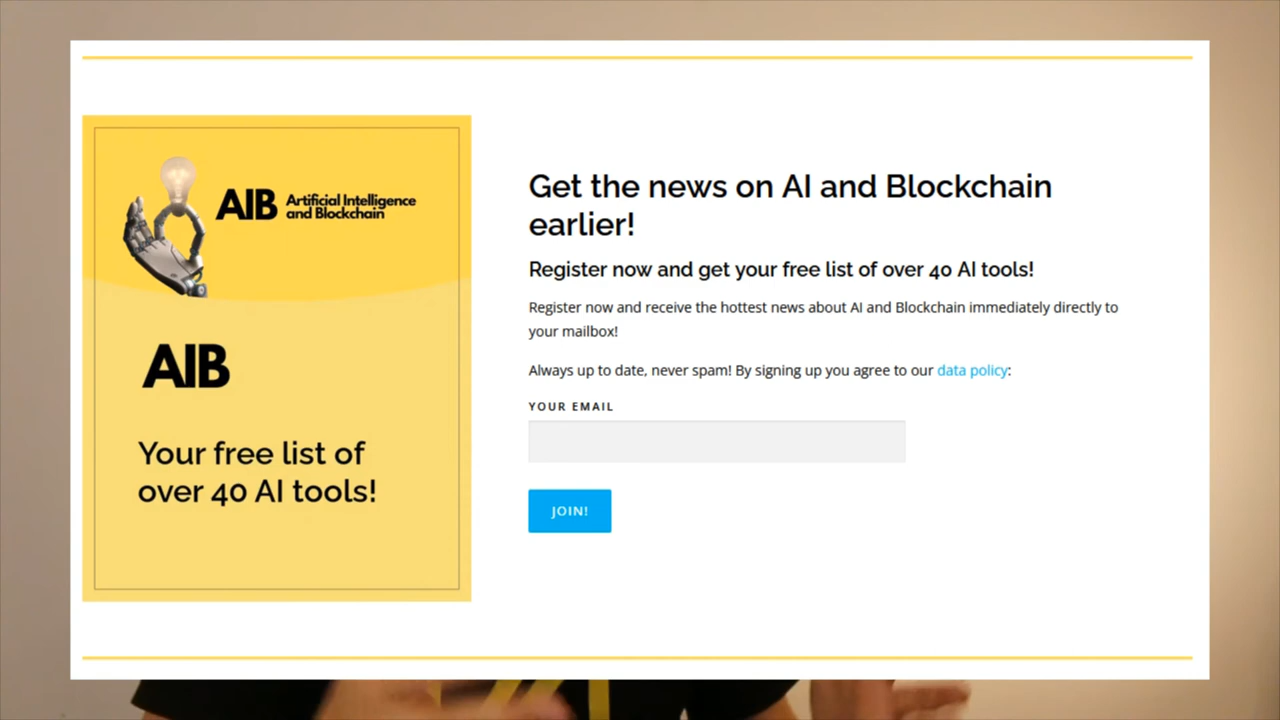 AIB Artificial Intelligence
and Blockchain
AIB
Your free list of
over 40 AI tools!
Get the news on AI and Blockchain
earlier!
Register now and get your free list of over 40 AI tools!
Register now and receive the hottest news about AI and Blockchain immediately directly to
your mailbox!
Always up to date, never spam! By signing up you agree to our data policy:
YOUR EMAIL
JOIN!